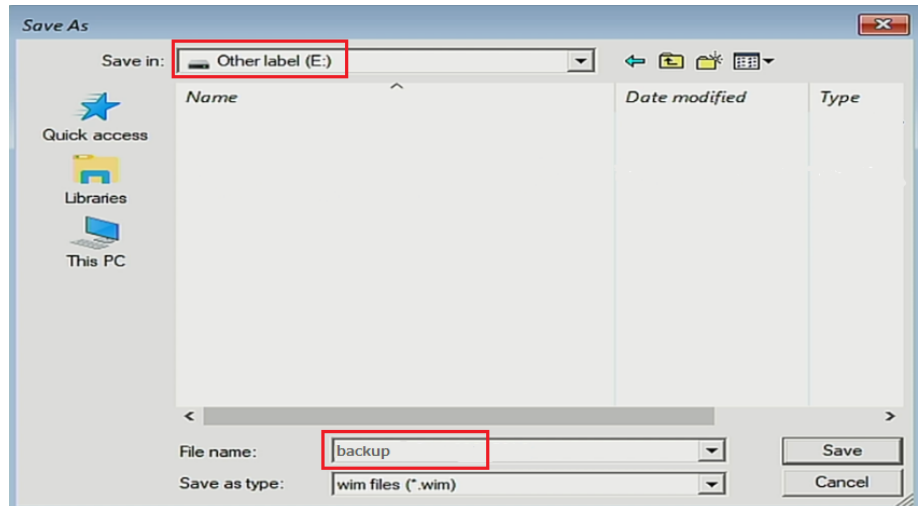 Save As
Save in: Other label (E:)
Name Date modified Type
Quick access
Libraries
This PC
File name: backup Save
Save as type: wim files (*.wim) Cancel